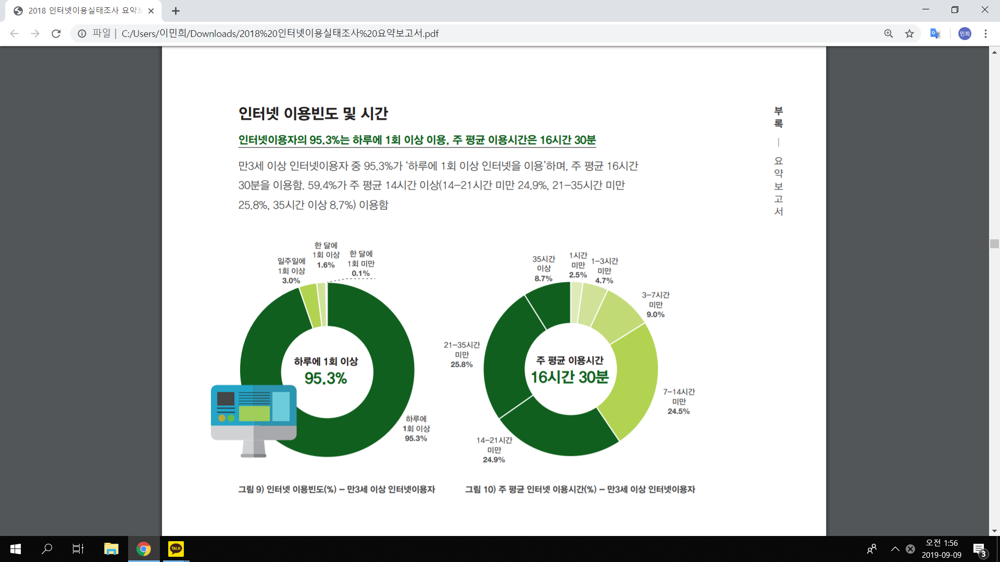 2018 인터넷이용실태조사 요약보
파일 | C:/Users/이민희/Downloads/2018%20인터넷이용실태조사%20요약보고서.pdf
민희
인터넷 이용빈도 및 시간
인터넷이용자의 95.3%는 하루에 1회 이상 이용, 주 평균 이용시간은 16시간 30분
만3세 이상 인터넷이용자 중 95.3%가 ‘하루에 1회 이상 인터넷을 이용’하며, 주 평균 16시간
30분을 이용함. 59.4%가 주 평균 14시간 이상(14–21시간 미만 24.9%, 21–35시간 미만
25.8%, 35시간 이상 8.7%) 이용함
부록 | 요약보고서
일주일에
1회 이상
3.0%
한 달에
1회 이상
1.6%
한 달에
1회 미만
0.1%
하루에 1회 이상
95.3%
하루에
1회 이상
95.3%
그림 9) 인터넷 이용빈도(%) – 만3세 이상 인터넷이용자
35시간
이상
8.7%
1시간
미만
2.5%
1–3시간
미만
4.7%
3–7시간
미만
9.0%
21–35시간
미만
25.8%
주 평균 이용시간
16시간 30분
7–14시간
미만
24.5%
14–21시간
미만
24.9%
그림 10) 주 평균 인터넷 이용시간(%) – 만3세 이상 인터넷이용자
TALK
오전 1:56
2019-09-09
3